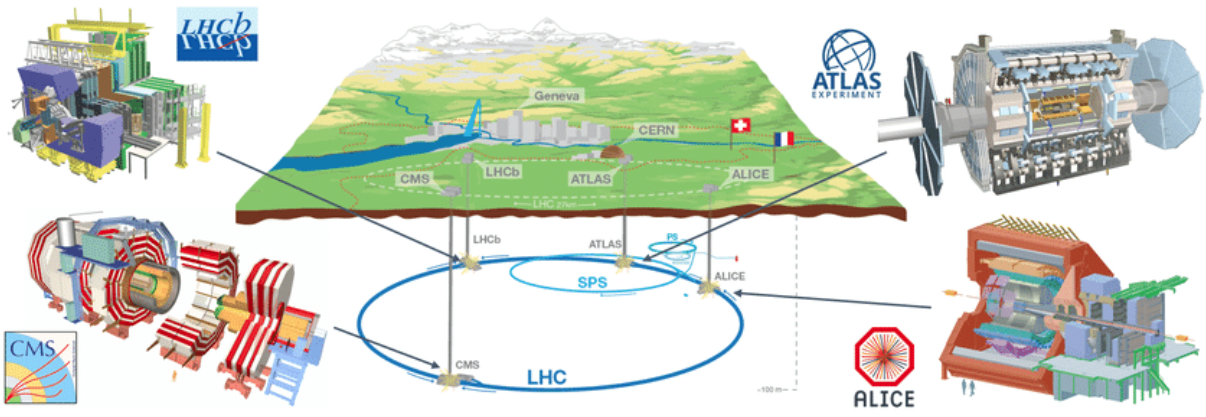 LHCb
LHCb
ATLAS
EXPERIMENT
Geneva
CERN
CMS
LHCb
ATLAS
ALICE
LHC 27km
LHCb
ATLAS
PS
SPS
ALICE
CMS
CMS
LHC
~100 m
ALICE